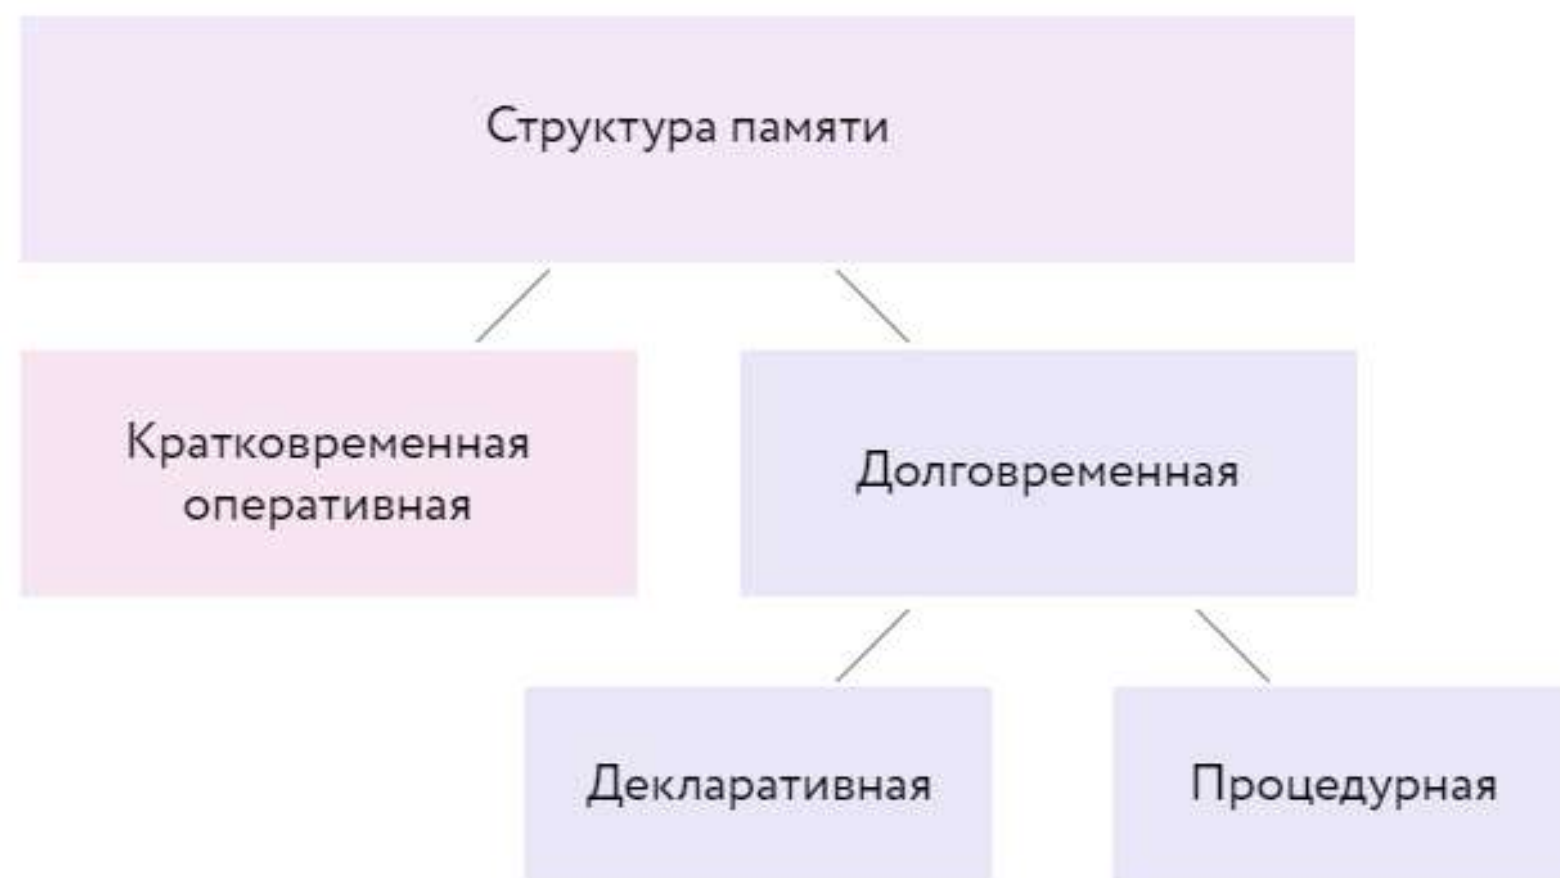 Структура памяти
Кратковременная
оперативная
Долговременная
Декларативная
Процедурная